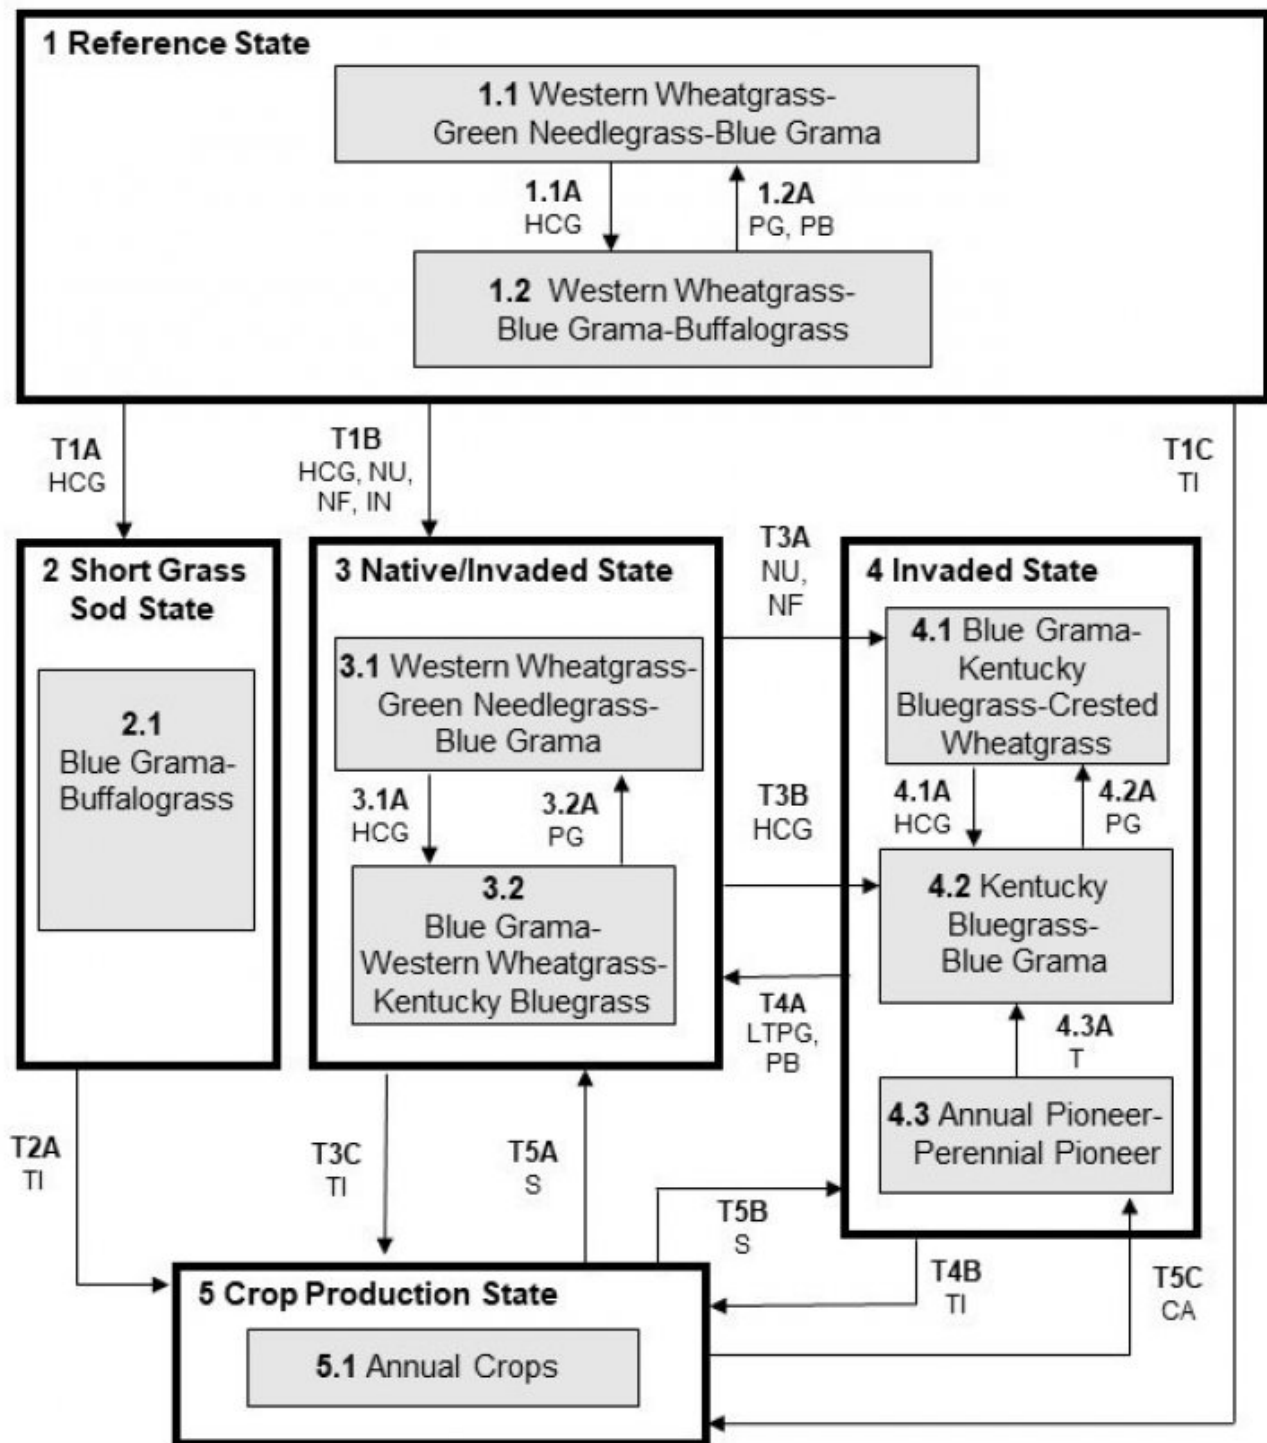 1 Reference State
1.1 Western Wheatgrass-
Green Needlegrass-Blue Grama
1.1A
HCG
1.2A
PG, PB
1.2 Western Wheatgrass-
Blue Grama-Buffalograss
T1A
HCG
T1B
HCG, NU,
NF, IN
T1C
TI
2 Short Grass
Sod State
2.1
Blue Grama-
Buffalograss
3 Native/Invaded State
3.1 Western Wheatgrass-
Green Needlegrass-
Blue Grama
3.1A
HCG
3.2A
PG
3.2
Blue Grama-
Western Wheatgrass-
Kentucky Bluegrass
T3A
NU,
NF
T3B
HCG
T4A
LTPG,
PB
4 Invaded State
4.1 Blue Grama-
Kentucky
Bluegrass-Crested
Wheatgrass
4.1A
HCG
4.2A
PG
4.2 Kentucky
Bluegrass-
Blue Grama
4.3A
T
4.3 Annual Pioneer-
Perennial Pioneer
T2A
TI
T3C
TI
T5A
S
T5B
S
T4B
TI
T5C
CA
5 Crop Production State
5.1 Annual Crops